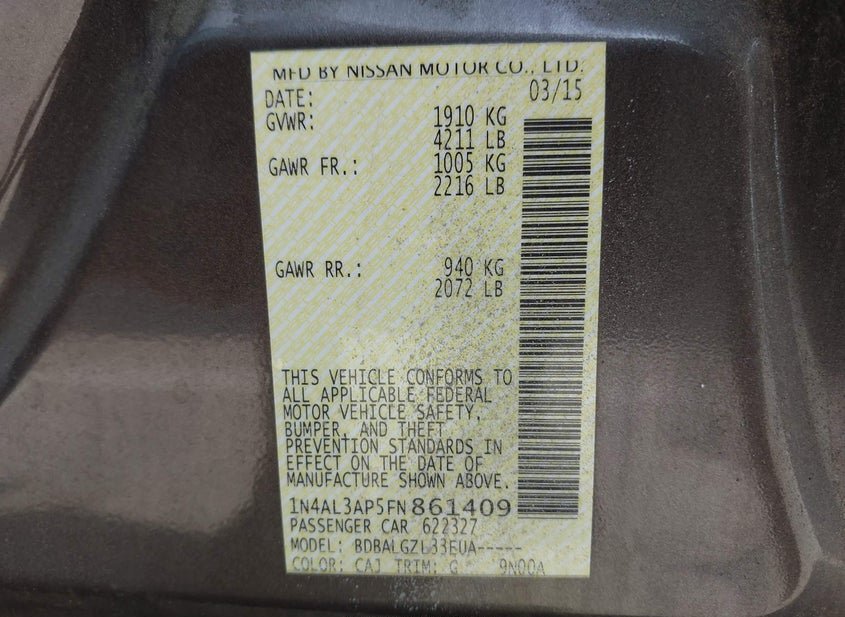 MFD BY NISSAN MOTOR CO., LTD.
DATE: 03/15
GVWR: 1910 KG
4211 LB
GAWR FR.: 1005 KG
2216 LB
GAWR RR.: 940 KG
2072 LB
THIS VEHICLE CONFORMS TO
ALL APPLICABLE FEDERAL
MOTOR VEHICLE SAFETY,
BUMPER, AND THEFT
PREVENTION STANDARDS IN
EFFECT ON THE DATE OF
MANUFACTURE SHOWN ABOVE.
1N4AL3AP5FN861409
PASSENGER CAR 622327
MODEL: BDBALGZL33EUA-----
COLOR: CAJ TRIM: G 9N00A